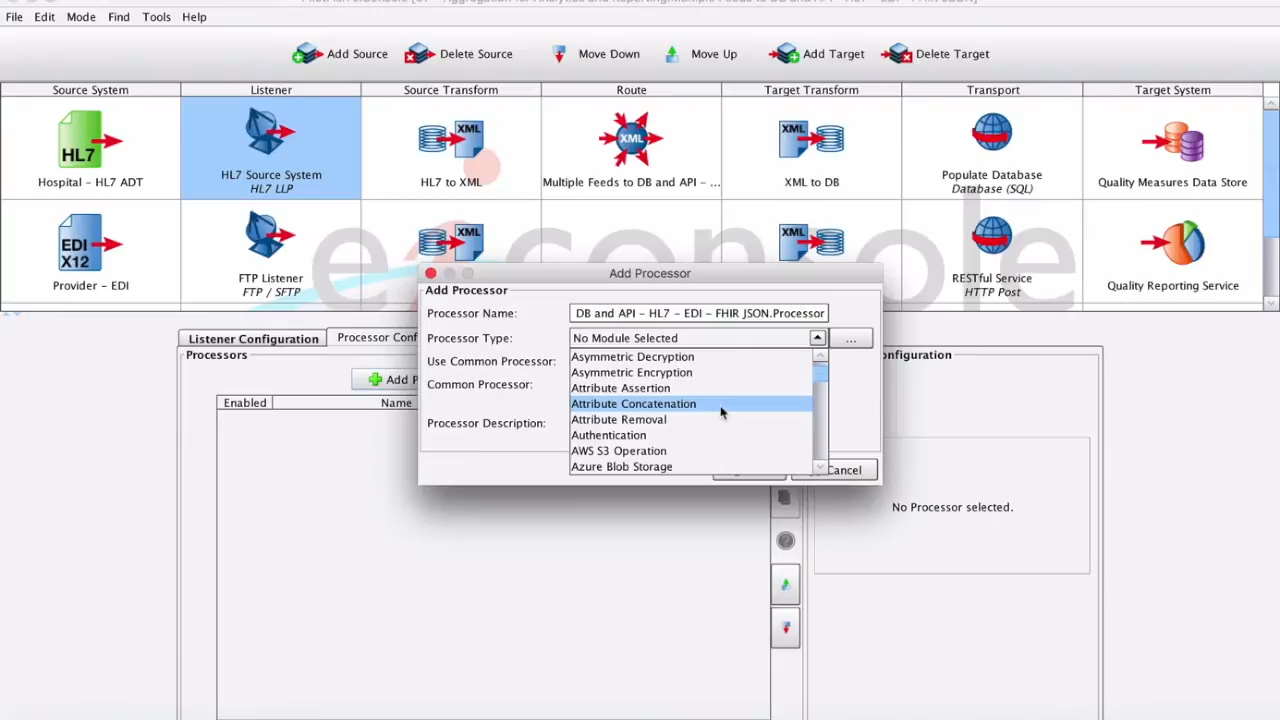 File Edit Mode Find Tools Help
Add Source Delete Source Move Down Move Up Add Target Delete Target
Source System Listener Source Transform Route Target Transform Transport Target System
HL7 XML XML XML
Hospital - HL7 ADT HL7 Source System HL7 to XML Multiple Feeds to DB and API - ... XML to DB Populate Database Quality Measures Data Store
HL7 LLP Database (SQL)
EDI X12 XML XML
Provider - EDI FTP Listener RESTful Service Quality Reporting Service
FTP / SFTP HTTP Post
Add Processor
Add Processor
Processor Name: DB and API - HL7 - EDI - FHIR JSON.Processor
Processor Type: No Module Selected ...
Asymmetric Decryption
Use Common Processor: Asymmetric Encryption
Common Processor: Attribute Assertion
Attribute Concatenation
Processor Description: Attribute Removal
Authentication
AWS S3 Operation
Azure Blob Storage
Cancel
Listener Configuration Processor Conf
Processors onfiguration
Add P
Enabled Name
No Processor selected.